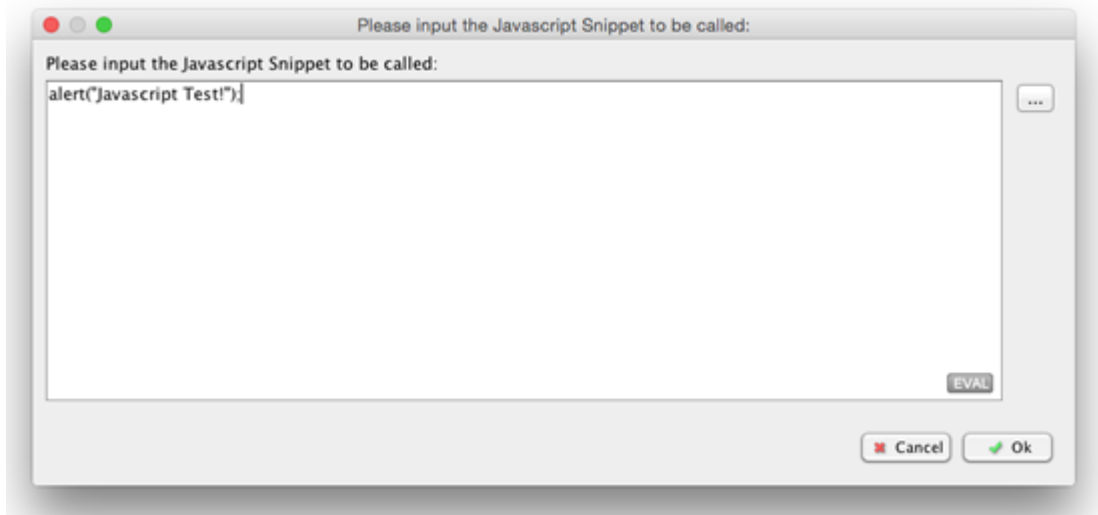 Please input the Javascript Snippet to be called:
Please input the Javascript Snippet to be called:
alert("Javascript Test!");
...
EVAL
Cancel
Ok